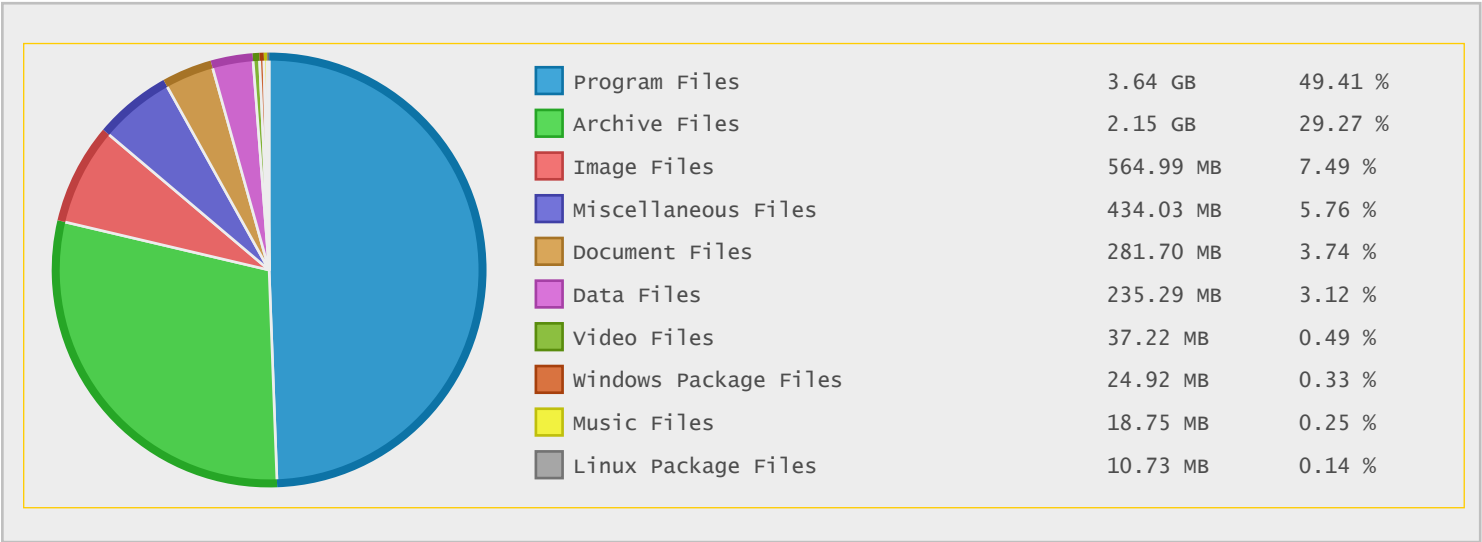 Program Files 3.64 GB 49.41 %
Archive Files 2.15 GB 29.27 %
Image Files 564.99 MB 7.49 %
Miscellaneous Files 434.03 MB 5.76 %
Document Files 281.70 MB 3.74 %
Data Files 235.29 MB 3.12 %
Video Files 37.22 MB 0.49 %
Windows Package Files 24.92 MB 0.33 %
Music Files 18.75 MB 0.25 %
Linux Package Files 10.73 MB 0.14 %